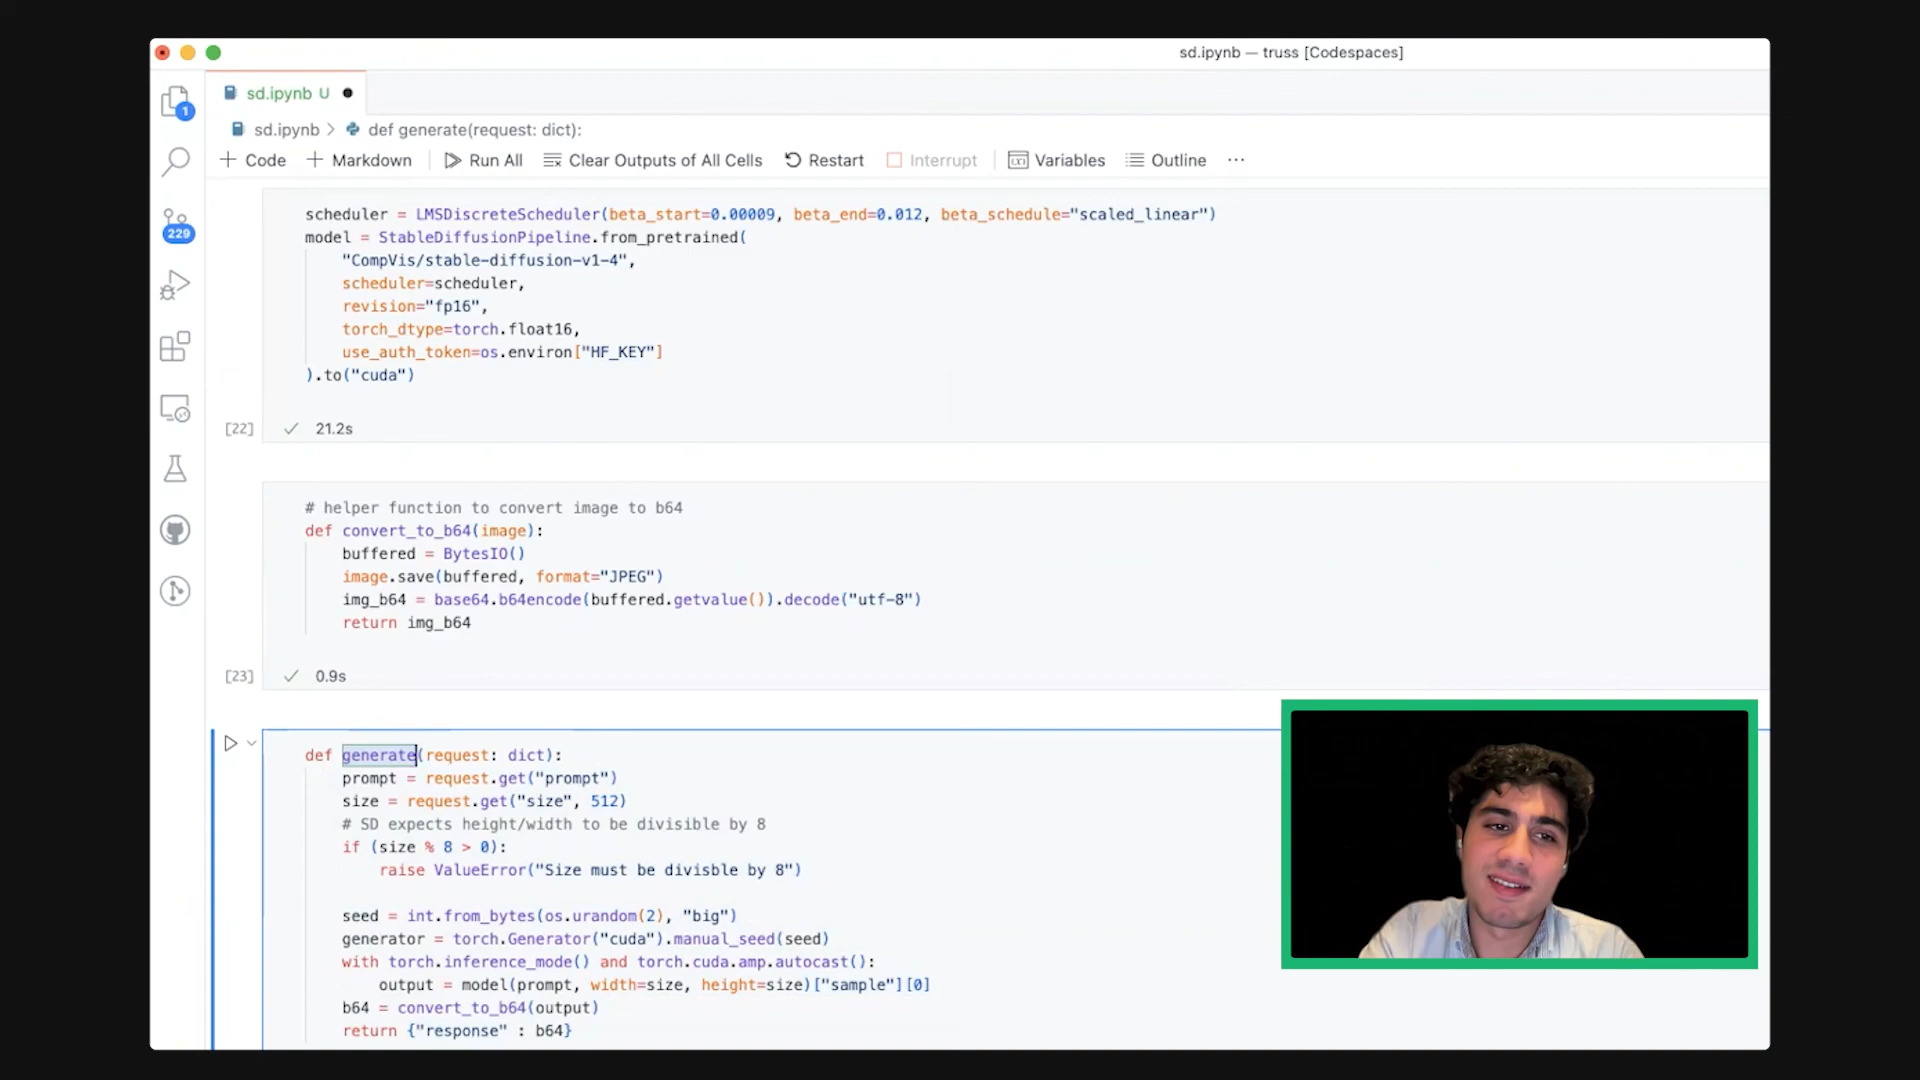 sd.ipynb — truss [Codespaces]
1
sd.ipynb U ●
sd.ipynb > def generate(request: dict):
+ Code + Markdown Run All Clear Outputs of All Cells Restart Interrupt Variables Outline ···
229
scheduler = LMSDiscreteScheduler(beta_start=0.00009, beta_end=0.012, beta_schedule="scaled_linear")
model = StableDiffusionPipeline.from_pretrained(
    "CompVis/stable-diffusion-v1-4",
    scheduler=scheduler,
    revision="fp16",
    torch_dtype=torch.float16,
    use_auth_token=os.environ["HF_KEY"]
).to("cuda")
[22] ✓ 21.2s
# helper function to convert image to b64
def convert_to_b64(image):
    buffered = BytesIO()
    image.save(buffered, format="JPEG")
    img_b64 = base64.b64encode(buffered.getvalue()).decode("utf-8")
    return img_b64
[23] ✓ 0.9s
def generate(request: dict):
    prompt = request.get("prompt")
    size = request.get("size", 512)
    # SD expects height/width to be divisible by 8
    if (size % 8 > 0):
        raise ValueError("Size must be divisble by 8")
    seed = int.from_bytes(os.urandom(2), "big")
    generator = torch.Generator("cuda").manual_seed(seed)
    with torch.inference_mode() and torch.cuda.amp.autocast():
        output = model(prompt, width=size, height=size)["sample"][0]
    b64 = convert_to_b64(output)
    return {"response" : b64}